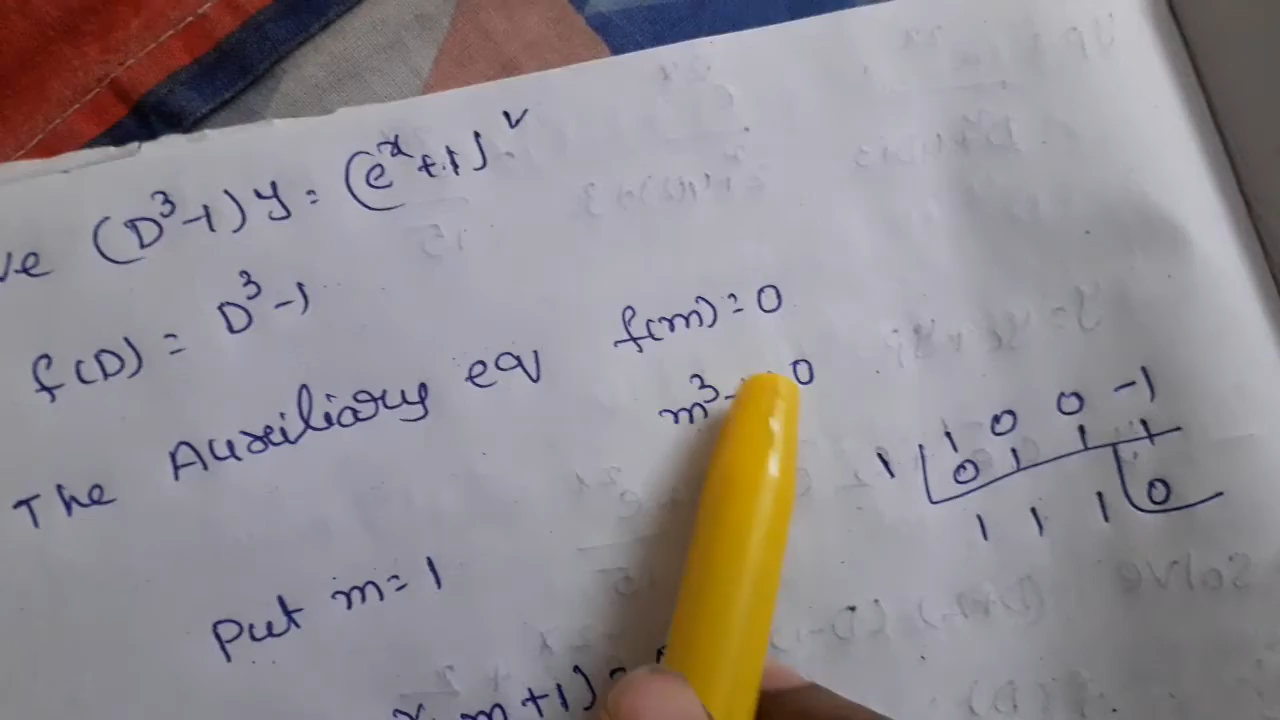 ve (D³-1)y = (eˣ+1)²
f(D) = D³-1
The Auxiliary eq f(m) = 0
m³- 0
1 | 1 0 0 -1
0 1 1 1
1 1 1 | 0
Put m = 1
m+1) =